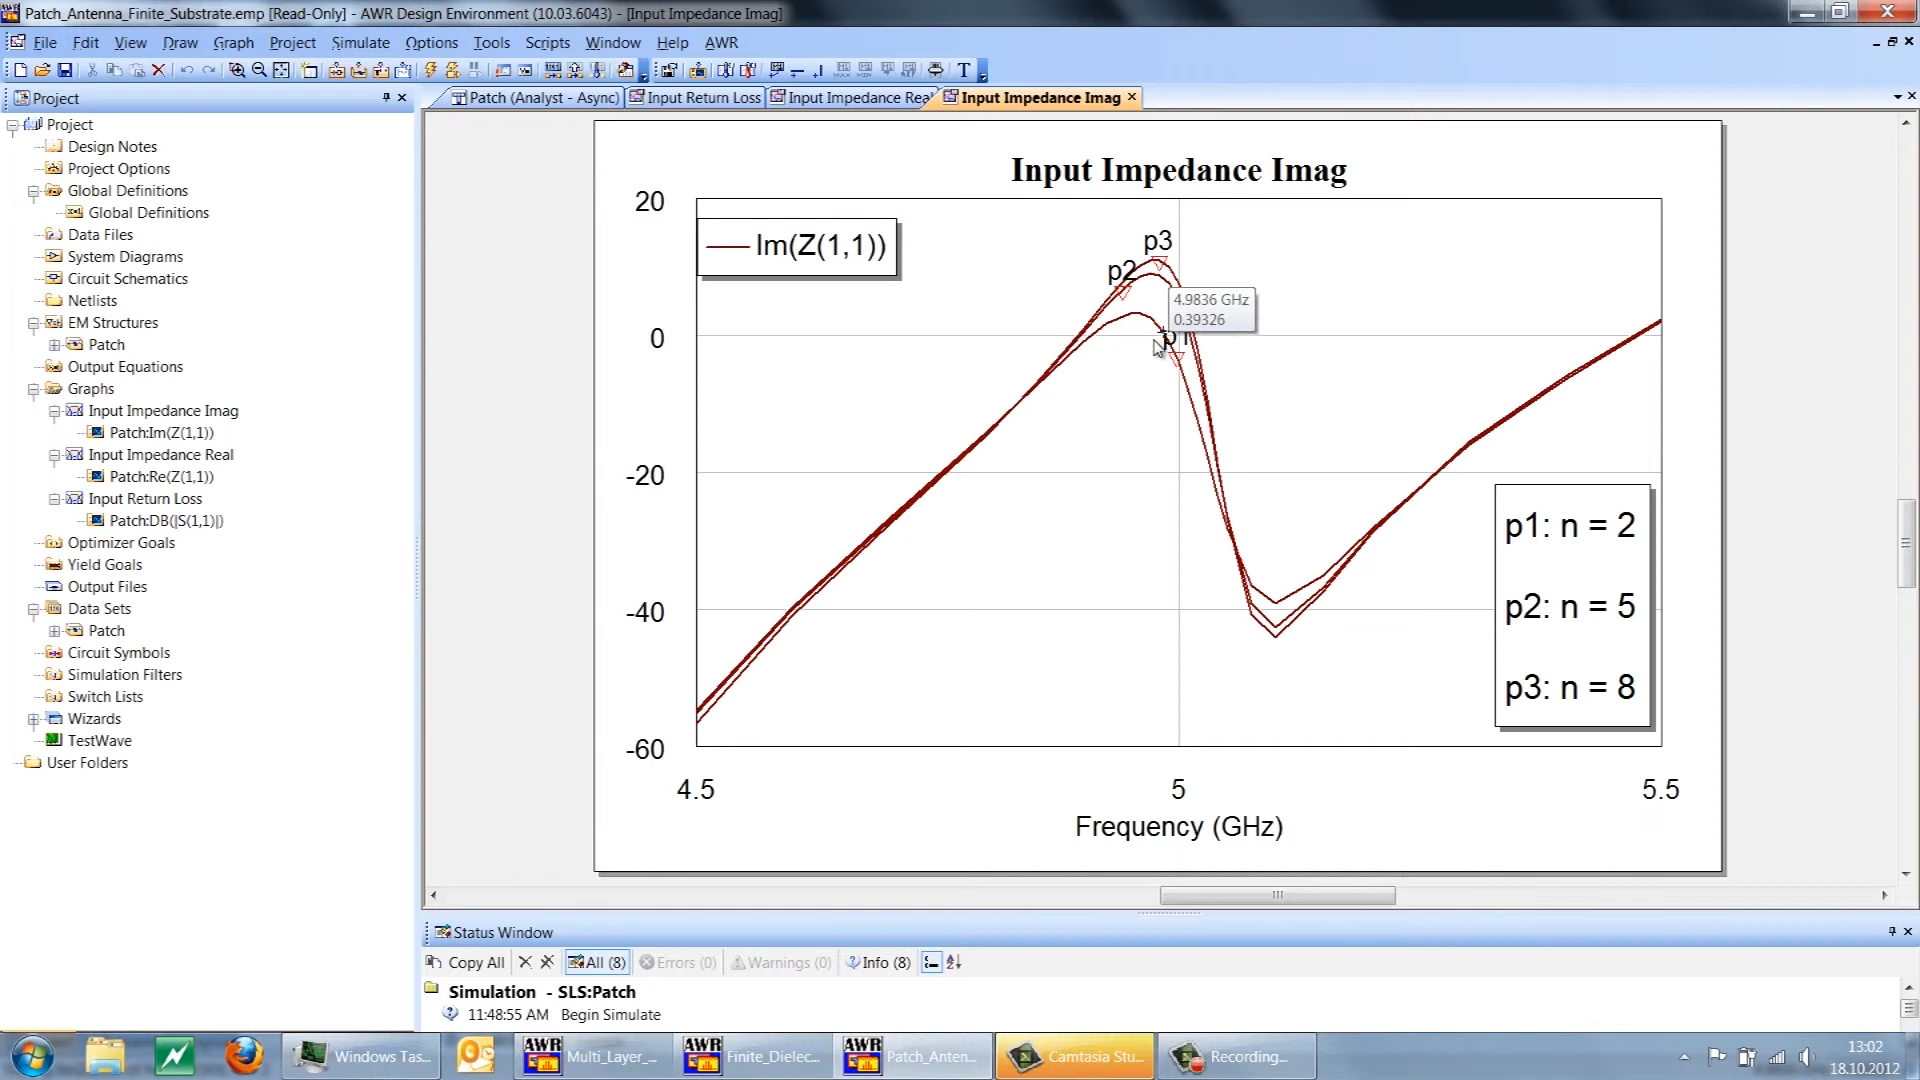 Patch_Antenna_Finite_Substrate.emp [Read-Only] - AWR Design Environment (10.03.6043) - [Input Impedance Imag]
File Edit View Draw Graph Project Simulate Options Tools Scripts Window Help AWR
Project
Patch (Analyst - Async) Input Return Loss Input Impedance Rea Input Impedance Imag
Project
Design Notes
Project Options
Global Definitions
Global Definitions
Data Files
System Diagrams
Circuit Schematics
Netlists
EM Structures
Patch
Output Equations
Graphs
Input Impedance Imag
Patch:Im(Z(1,1))
Input Impedance Real
Patch:Re(Z(1,1))
Input Return Loss
Patch:DB(|S(1,1)|)
Optimizer Goals
Yield Goals
Output Files
Data Sets
Patch
Circuit Symbols
Simulation Filters
Switch Lists
Wizards
TestWave
User Folders
Input Impedance Imag
20
0
-20
-40
-60
Im(Z(1,1))
p3
p2
4.9836 GHz
0.39326
p1
p1: n = 2
p2: n = 5
p3: n = 8
4.5 5 5.5
Frequency (GHz)
Status Window
Copy All All (8) Errors (0) Warnings (0) Info (8)
Simulation - SLS:Patch
11:48:55 AM Begin Simulate
Windows Tas... AWR Multi_Layer_... AWR Finite_Dielec... AWR Patch_Anten... Camtasia Stu... Recording...
13:02
18.10.2012